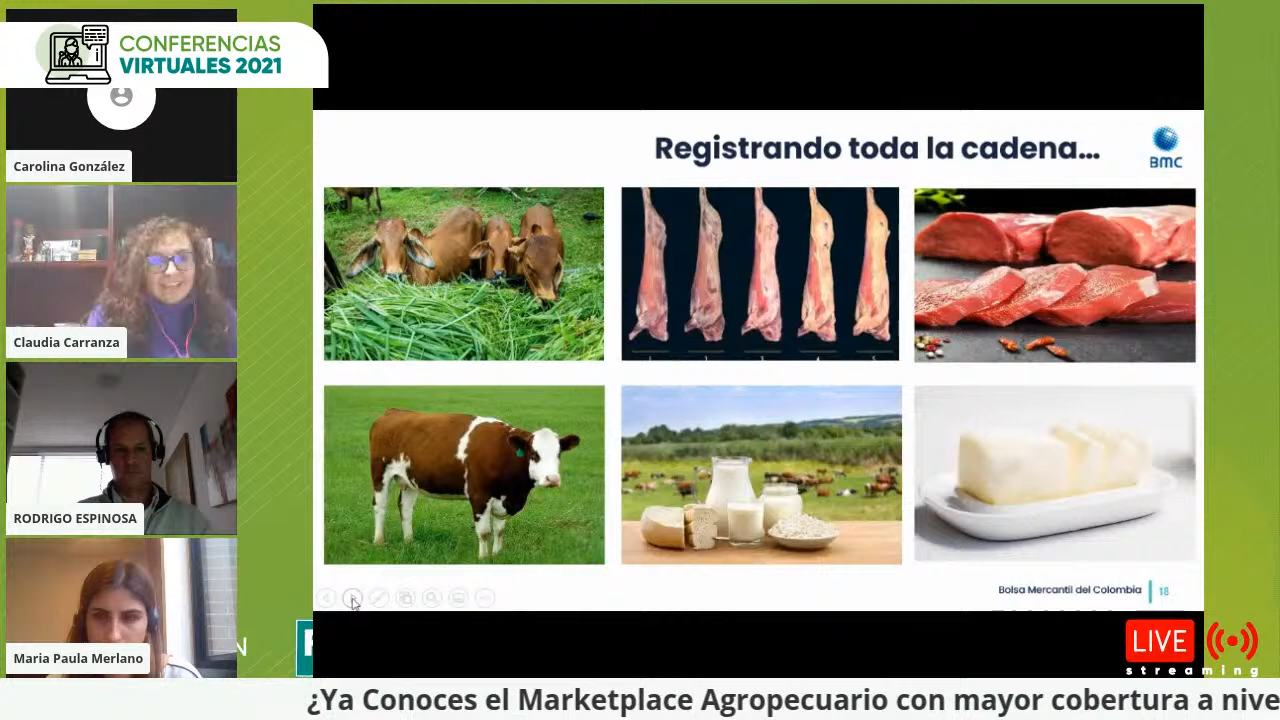 CONFERENCIAS
VIRTUALES 2021
Carolina González
Claudia Carranza
RODRIGO ESPINOSA
Maria Paula Merlano
Registrando toda la cadena...
BMC
Bolsa Mercantil del Colombia
18
N
LIVE
streaming
¿Ya Conoces el Marketplace Agropecuario con mayor cobertura a nive